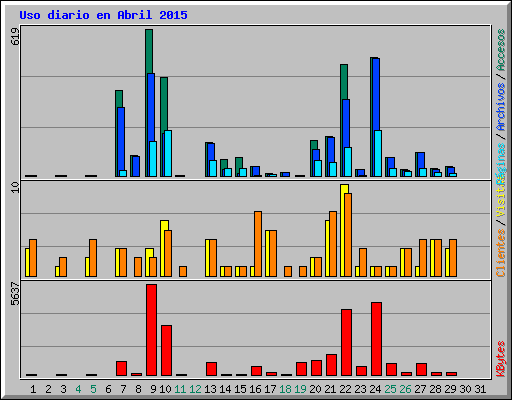 Uso diario en Abril 2015
619
10
5637
Accesos / Archivos / Páginas
Visitas / Clientes
KBytes
1 2 3 4 5 6 7 8 9 10 11 12 13 14 15 16 17 18 19 20 21 22 23 24 25 26 27 28 29 30 31